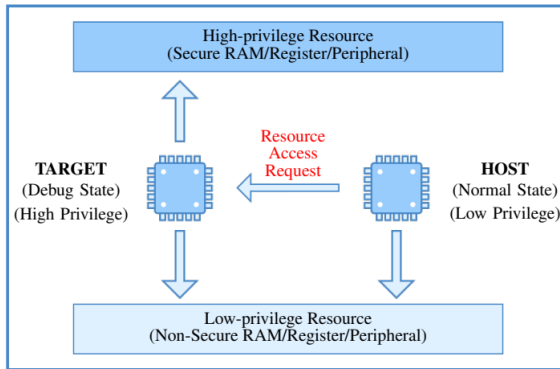 High-privilege Resource
(Secure RAM/Register/Peripheral)
Resource
Access
Request
TARGET
(Debug State)
(High Privilege)
HOST
(Normal State)
(Low Privilege)
Low-privilege Resource
(Non-Secure RAM/Register/Peripheral)